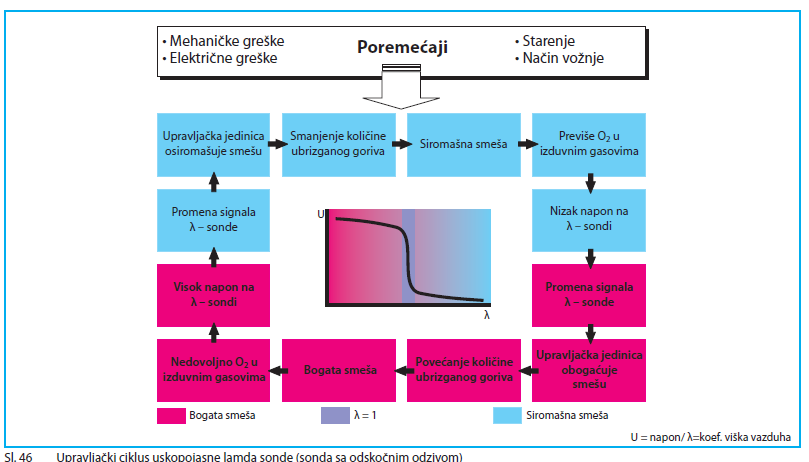 • Mehaničke greške
• Električne greške
Poremećaji
• Starenje
• Način vožnje
Upravljačka jedinica
osiromašuje smešu
Smanjenje količine
ubrizganog goriva
Siromašna smeša
Previše O₂ u
izduvnim gasovima
Promena signala
λ – sonde
Nizak napon na
λ – sondi
U
λ
Visok napon na
λ – sondi
Promena signala
λ – sonde
Nedovoljno O₂ u
izduvnim gasovima
Bogata smeša
Povećanje količine
ubrizganog goriva
Upravljačka jedinica
obogaćuje
smešu
Bogata smeša
λ = 1
Siromašna smeša
U = napon/ λ=koef. viška vazduha
Sl. 46 Upravljački ciklus uskopojasne lamda sonde (sonda sa odskočnim odzivom)